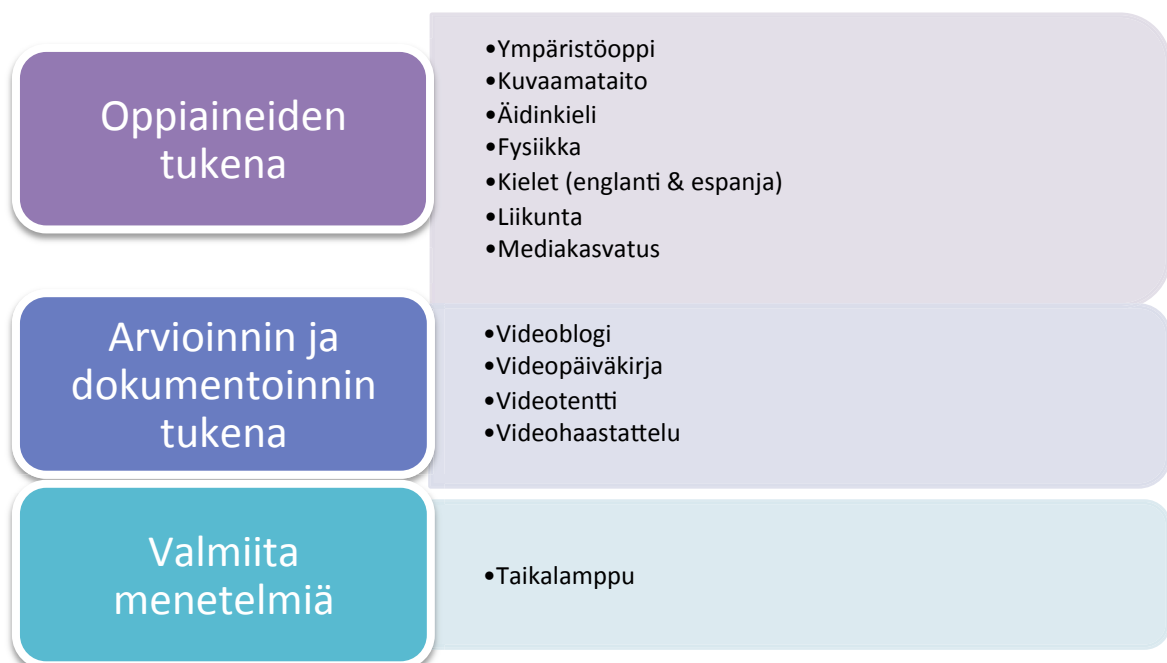 Oppiaineiden
tukena
•Ympäristöoppi
•Kuvaamataito
•Äidinkieli
•Fysiikka
•Kielet (englanti & espanja)
•Liikunta
•Mediakasvatus
Arvioinnin ja
dokumentoinnin
tukena
•Videoblogi
•Videopäiväkirja
•Videotentti
•Videohaastattelu
Valmiita
menetelmiä
•Taikalamppu